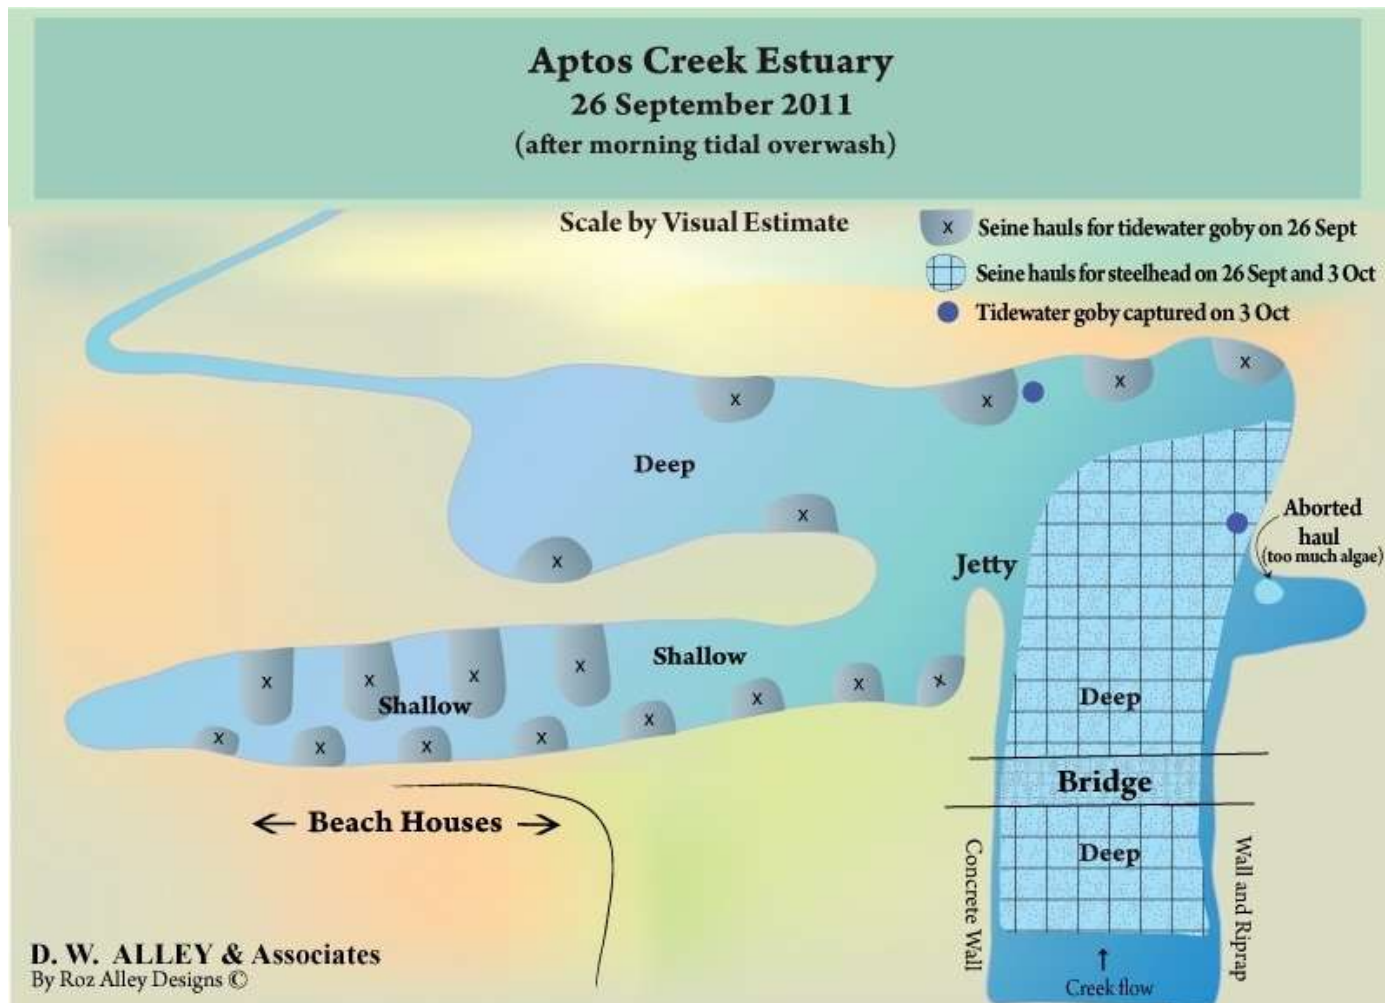 Aptos Creek Estuary
26 September 2011
(after morning tidal overwash)
Scale by Visual Estimate
x Seine hauls for tidewater goby on 26 Sept
Seine hauls for steelhead on 26 Sept and 3 Oct
Tidewater goby captured on 3 Oct
x
x
x
x
x
Deep
x
x
Aborted
haul
(too much algae)
Jetty
Shallow
x
x
x
x
x
x
x
Shallow
Deep
x
x
x
x
x
Bridge
← Beach Houses →
Deep
Concrete Wall
Wall and Riprap
D. W. ALLEY & Associates
By Roz Alley Designs ©
↑
Creek flow